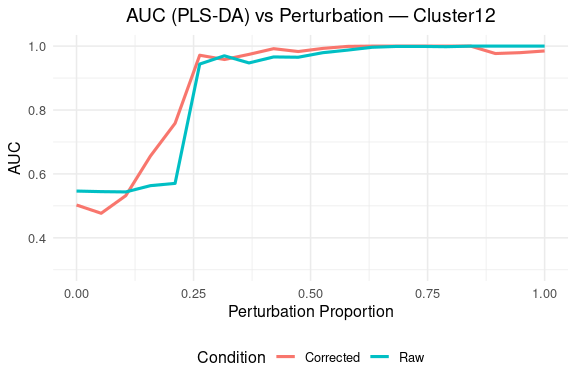 AUC (PLS-DA) vs Perturbation — Cluster12
AUC
1.0
0.8
0.6
0.4
0.00
0.25
0.50
0.75
1.00
Perturbation Proportion
Condition
Corrected
Raw